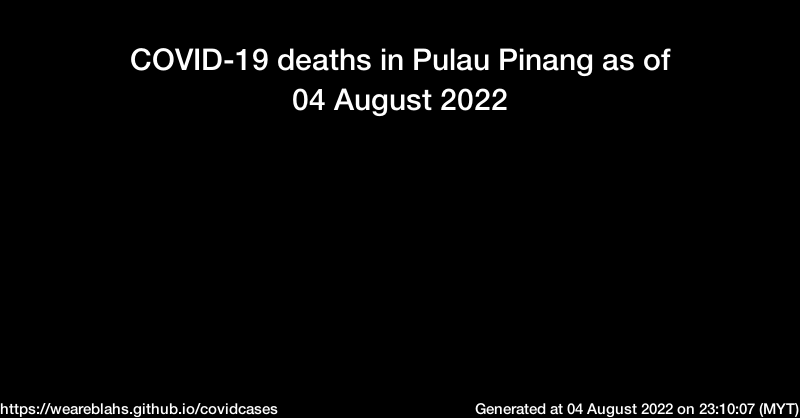 COVID-19 deaths in Pulau Pinang as of
04 August 2022
https://weareblahs.github.io/covidcases
Generated at 04 August 2022 on 23:10:07 (MYT)